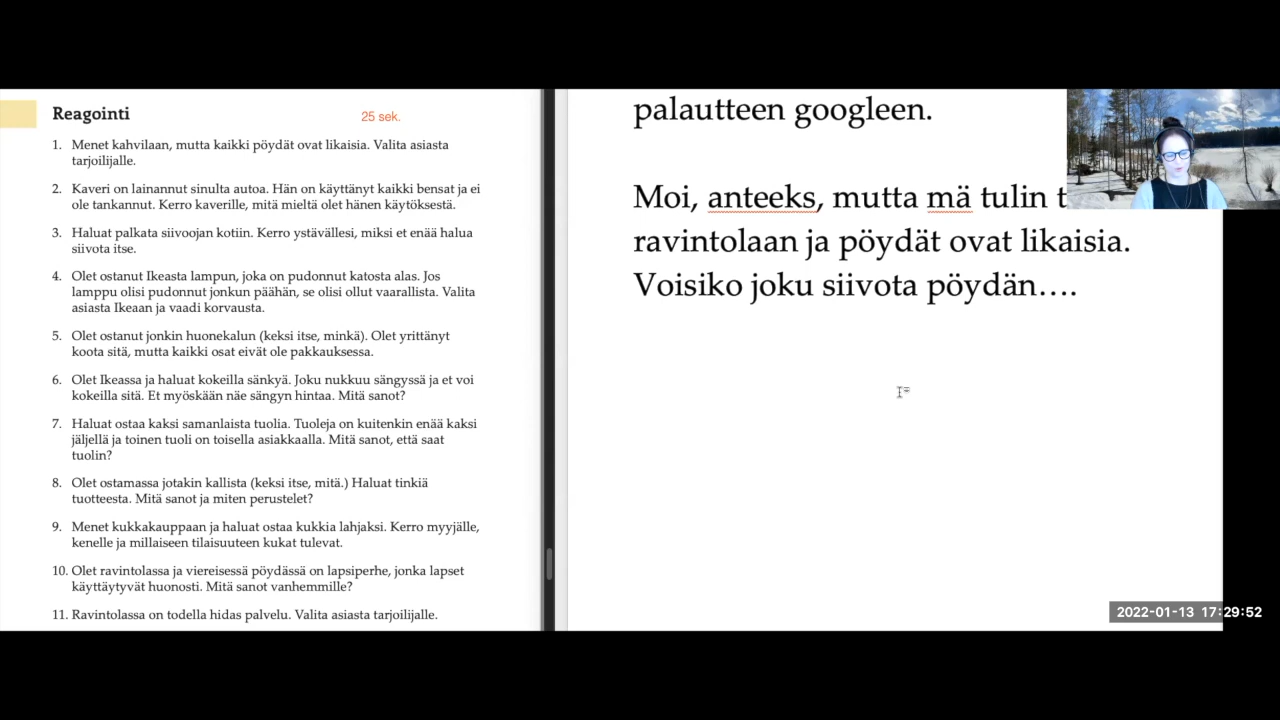 Reagointi
25 sek.
1. Menet kahvilaan, mutta kaikki pöydät ovat likaisia. Valita asiasta
tarjoilijalle.
2. Kaveri on lainannut sinulta autoa. Hän on käyttänyt kaikki bensat ja ei
ole tankannut. Kerro kaverille, mitä mieltä olet hänen käytöksestä.
3. Haluat palkata siivoojan kotiin. Kerro ystävällesi, miksi et enää halua
siivota itse.
4. Olet ostanut Ikeasta lampun, joka on pudonnut katosta alas. Jos
lamppu olisi pudonnut jonkun päähän, se olisi ollut vaarallista. Valita
asiasta Ikeaan ja vaadi korvausta.
5. Olet ostanut jonkin huonekalun (keksi itse, minkä). Olet yrittänyt
koota sitä, mutta kaikki osat eivät ole pakkauksessa.
6. Olet Ikeassa ja haluat kokeilla sänkyä. Joku nukkuu sängyssä ja et voi
kokeilla sitä. Et myöskään näe sängyn hintaa. Mitä sanot?
7. Haluat ostaa kaksi samanlaista tuolia. Tuoleja on kuitenkin enää kaksi
jäljellä ja toinen tuoli on toisella asiakkaalla. Mitä sanot, että saat
tuolin?
8. Olet ostamassa jotakin kallista (keksi itse, mitä.) Haluat tinkiä
tuotteesta. Mitä sanot ja miten perustelet?
9. Menet kukkakauppaan ja haluat ostaa kukkia lahjaksi. Kerro myyjälle,
kenelle ja millaiseen tilaisuuteen kukat tulevat.
10. Olet ravintolassa ja viereisessä pöydässä on lapsiperhe, jonka lapset
käyttäytyvät huonosti. Mitä sanot vanhemmille?
11. Ravintolassa on todella hidas palvelu. Valita asiasta tarjoilijalle.
palautteen googleen.
Moi, anteeks, mutta mä tulin t
ravintolaan ja pöydät ovat likaisia.
Voisiko joku siivota pöydän….
2022-01-13 17:29:52